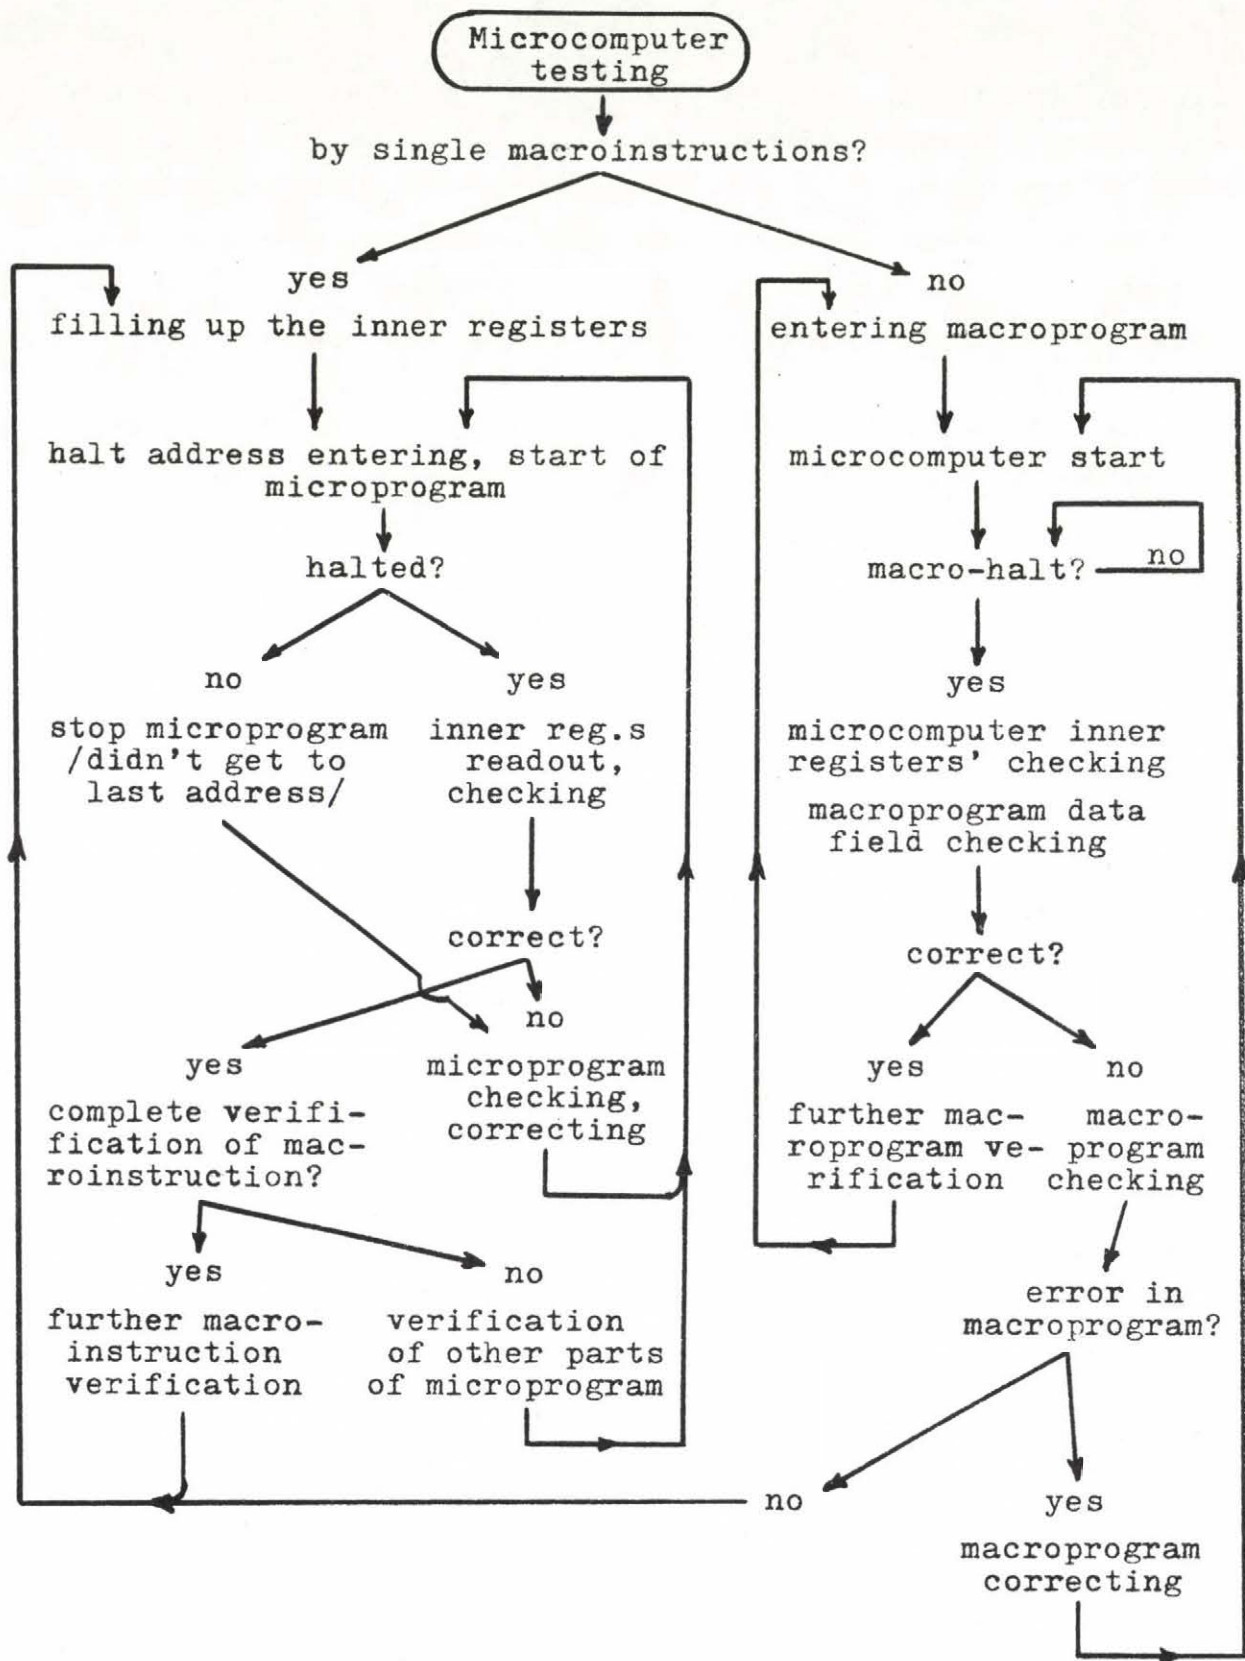 Microcomputer
testing
by single macroinstructions?
yes
no
filling up the inner registers
entering macroprogram
halt address entering, start of
microprogram
microcomputer start
halted?
macro-halt?
no
no
yes
yes
stop microprogram
/didn't get to
last address/
inner reg.s
readout,
checking
microcomputer inner
registers' checking
macroprogram data
field checking
correct?
correct?
no
yes
microprogram
checking,
correcting
yes
no
complete verifi-
fication of mac-
roinstruction?
further mac-
roprogram ve-
rification
macro-
program
checking
yes
no
error in
macroprogram?
further macro-
instruction
verification
verification
of other parts
of microprogram
no
yes
macroprogram
correcting